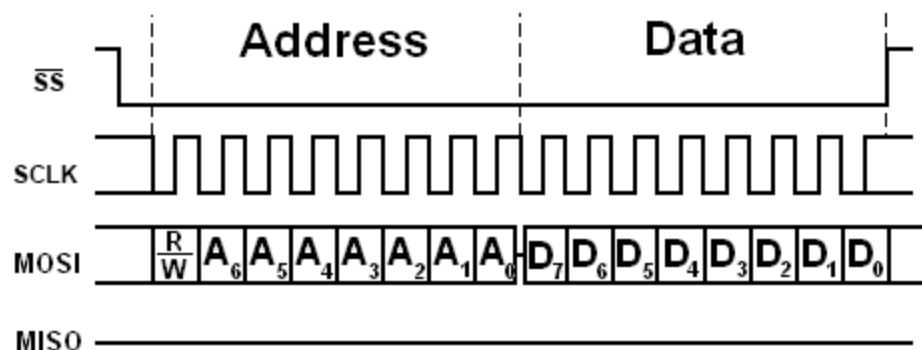 Address Data
S̅S̅
SCLK
MOSI R/W A₆ A₅ A₄ A₃ A₂ A₁ A₀ D₇ D₆ D₅ D₄ D₃ D₂ D₁ D₀
MISO